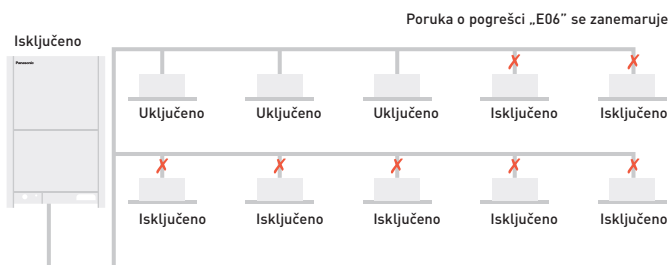 Poruka o pogrešci „E06” se zanemaruje
Isključeno
Panasonic
Uključeno Uključeno Uključeno Isključeno Isključeno
Isključeno Isključeno Isključeno Isključeno Isključeno